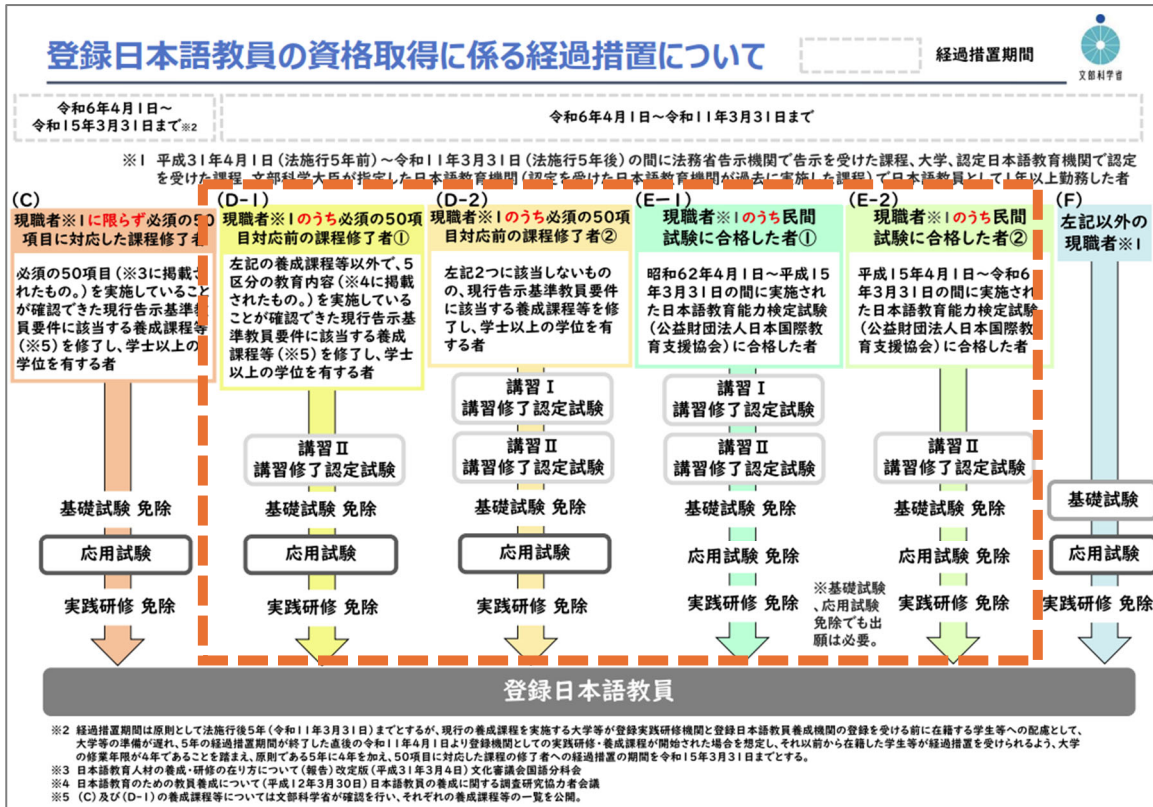 登録日本語教員の資格取得に係る経過措置について
経過措置期間
文部科学省
令和6年4月1日～
令和15年3月31日まで※2
令和6年4月1日～令和11年3月31日まで
※1 平成31年4月1日（法施行5年前）～令和11年3月31日（法施行5年後）の間に法務省告示機関で告示を受けた課程、大学、認定日本語教育機関で認定
を受けた課程、文部科学大臣が指定した日本語教育機関（認定を受けた日本語教育機関が過去に実施した課程）で日本語教員として1年以上勤務した者
(C)
現職者※1に限らず必須の50
項目に対応した課程修了者
必須の50項目（※3に掲載さ
れたもの。）を実施していること
が確認できた現行告示基準教
員要件に該当する養成課程等
（※5）を修了し、学士以上の
学位を有する者
基礎試験 免除
応用試験
実践研修 免除
(D-1)
現職者※1のうち必須の50項
目対応前の課程修了者①
左記の養成課程等以外で、5
区分の教育内容（※4に掲載
されたもの。）を実施しているこ
とが確認できた現行告示基
準教員要件に該当する養成
課程等（※5）を修了し、学士
以上の学位を有する者
講習Ⅱ
講習修了認定試験
基礎試験 免除
応用試験
実践研修 免除
(D-2)
現職者※1のうち必須の50項
目対応前の課程修了者②
左記2つに該当しないもの
の、現行告示基準教員要件
に該当する養成課程等を
修了し、学士以上の学位を有
する者
講習Ⅰ
講習修了認定試験
講習Ⅱ
講習修了認定試験
基礎試験 免除
応用試験
実践研修 免除
(E-1)
現職者※1のうち民間
試験に合格した者①
昭和62年4月1日～平成15
年3月31日の間に実施され
た日本語教育能力検定試験
（公益財団法人日本国際教
育支援協会）に合格した者
講習Ⅰ
講習修了認定試験
講習Ⅱ
講習修了認定試験
基礎試験 免除
応用試験 免除
実践研修 免除
(E-2)
現職者※1のうち民間
試験に合格した者②
平成15年4月1日～令和6
年3月31日の間に実施され
た日本語教育能力検定試験
（公益財団法人日本国際教
育支援協会）に合格した者
講習Ⅱ
講習修了認定試験
基礎試験 免除
応用試験 免除
実践研修 免除
※基礎試験
、応用試験
免除でも出
願は必要。
(F)
左記以外の
現職者※1
基礎試験
応用試験
実践研修 免除
登録日本語教員
※2 経過措置期間は原則として法施行後5年（令和11年3月31日）までとするが、現行の養成課程を実施する大学等が登録実践研修機関と登録日本語教員養成機関の登録を受ける前に在籍する学生等への配慮として、
大学等の準備が遅れ、5年の経過措置期間が終了した直後の令和11年4月1日より登録機関としての実践研修・養成課程が開始された場合を想定し、それ以前から在籍した学生等が経過措置を受けられるよう、大学
の修業年限が4年であることを踏まえ、原則である5年に4年を加え、50項目に対応した課程の修了者への経過措置の期間を令和15年3月31日までとする。
※3 日本語教育人材の養成・研修の在り方について（報告）改定版（平成31年3月4日）文化審議会国語分科会
※4 日本語教育のための教員養成について（平成12年3月30日）日本語教員の養成に関する調査研究協力者会議
※5 （C）及び（D-1）の養成課程等については文部科学省が確認を行い、それぞれの養成課程等の一覧を公開。